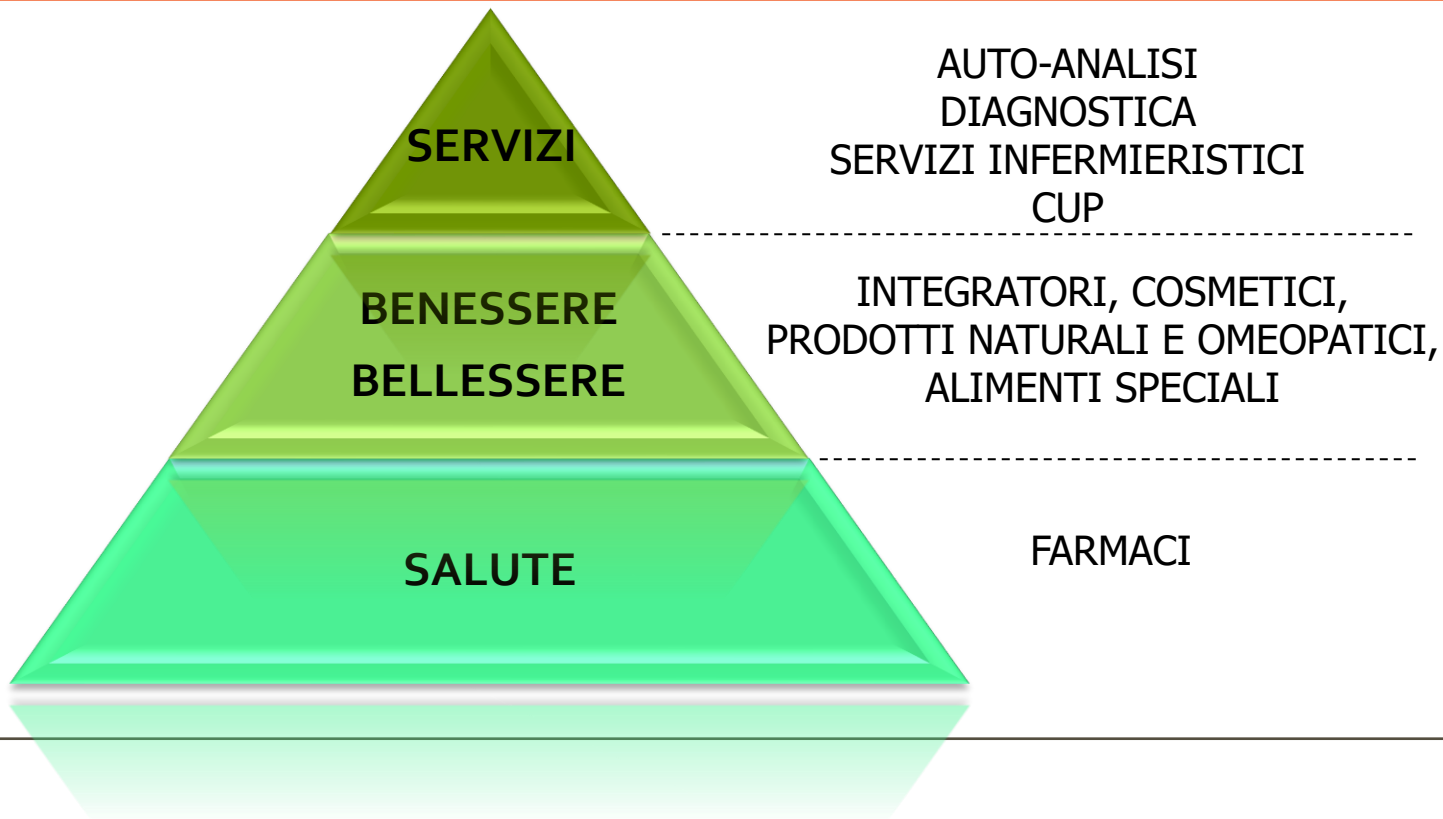 SERVIZI
AUTO-ANALISI
DIAGNOSTICA
SERVIZI INFERMIERISTICI
CUP
BENESSERE
BELLESSERE
INTEGRATORI, COSMETICI,
PRODOTTI NATURALI E OMEOPATICI,
ALIMENTI SPECIALI
SALUTE
FARMACI